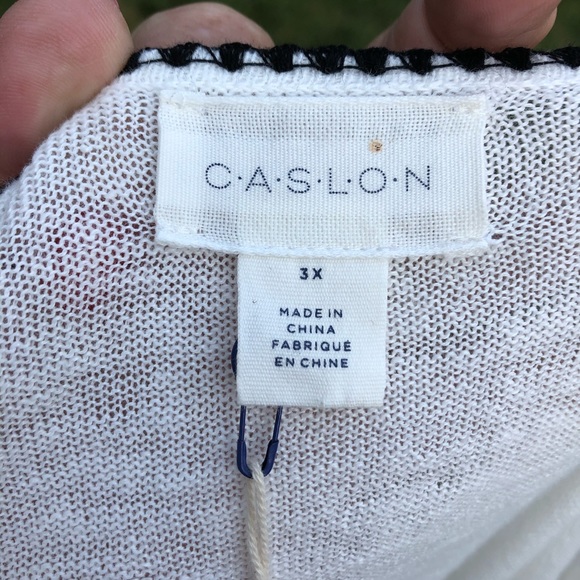 C·A·S·L·O·N
3X
MADE IN
CHINA
FABRIQUÉ
EN CHINE